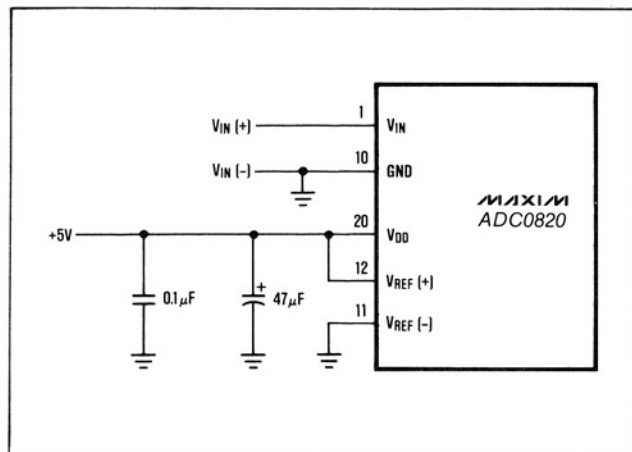 1
VIN (+)
VIN
10
VIN (-)
GND
MAXIM
ADC0820
20
+5V
VDD
12
0.1µF
+
47µF
VREF (+)
11
VREF (-)